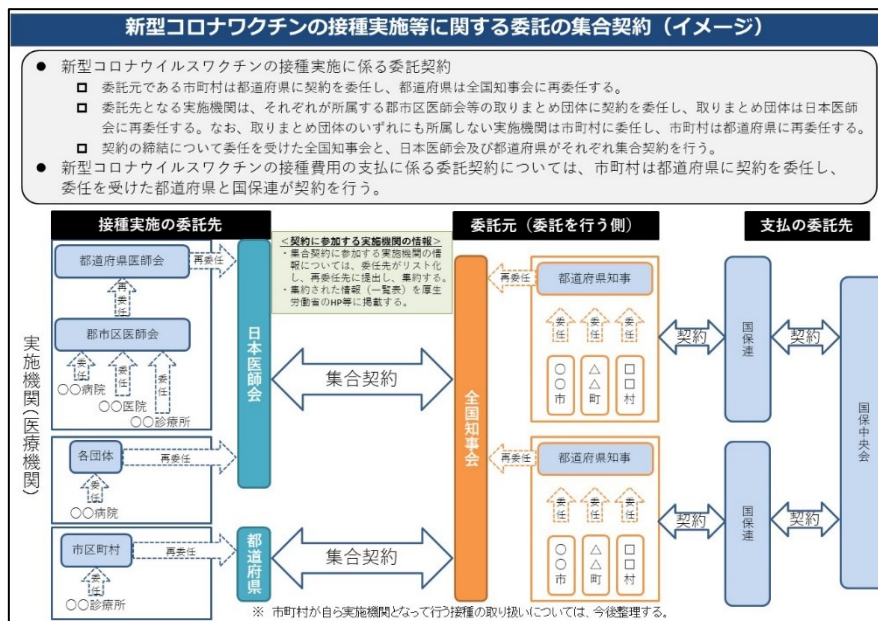 新型コロナワクチンの接種実施等に関する委託の集合契約（イメージ）
● 新型コロナウイルスワクチンの接種実施に係る委託契約
□ 委託元である市町村は都道府県に契約を委任し、都道府県は全国知事会に再委任する。
□ 委託先となる実施機関は、それぞれが所属する郡市区医師会等の取りまとめ団体に契約を委任し、取りまとめ団体は日本医師
会に再委任する。なお、取りまとめ団体のいずれにも所属しない実施機関は市町村に委任し、市町村は都道府県に再委任する。
□ 契約の締結について委任を受けた全国知事会と、日本医師会及び都道府県がそれぞれ集合契約を行う。
● 新型コロナウイルスワクチンの接種費用の支払に係る委託契約については、市町村は都道府県に契約を委任し、
委任を受けた都道府県と国保連が契約を行う。
接種実施の委託先
委託元（委託を行う側）
支払の委託先
＜契約に参加する実施機関の情報＞
・集合契約に参加する実施機関の情
報については、委任先がリスト化
し、再委任先に提出し、集約する。
・集約された情報（一覧表）を厚生
労働省のHP等に掲載する。
実施機関（医療機関）
都道府県医師会
再委任
再委任
郡市区医師会
委任
委任
委任
〇〇病院
〇〇医院
〇〇診療所
各団体
再委任
委任
〇〇病院
市区町村
再委任
委任
〇〇診療所
日本医師会
都道府県
集合契約
集合契約
全国知事会
再委任
都道府県知事
委任
委任
委任
〇〇市
△△町
□□村
再委任
都道府県知事
委任
委任
委任
〇〇市
△△町
□□村
契約
国保連
契約
契約
国保連
契約
国保中央会
※ 市町村が自ら実施機関となって行う接種の取り扱いについては、今後整理する。